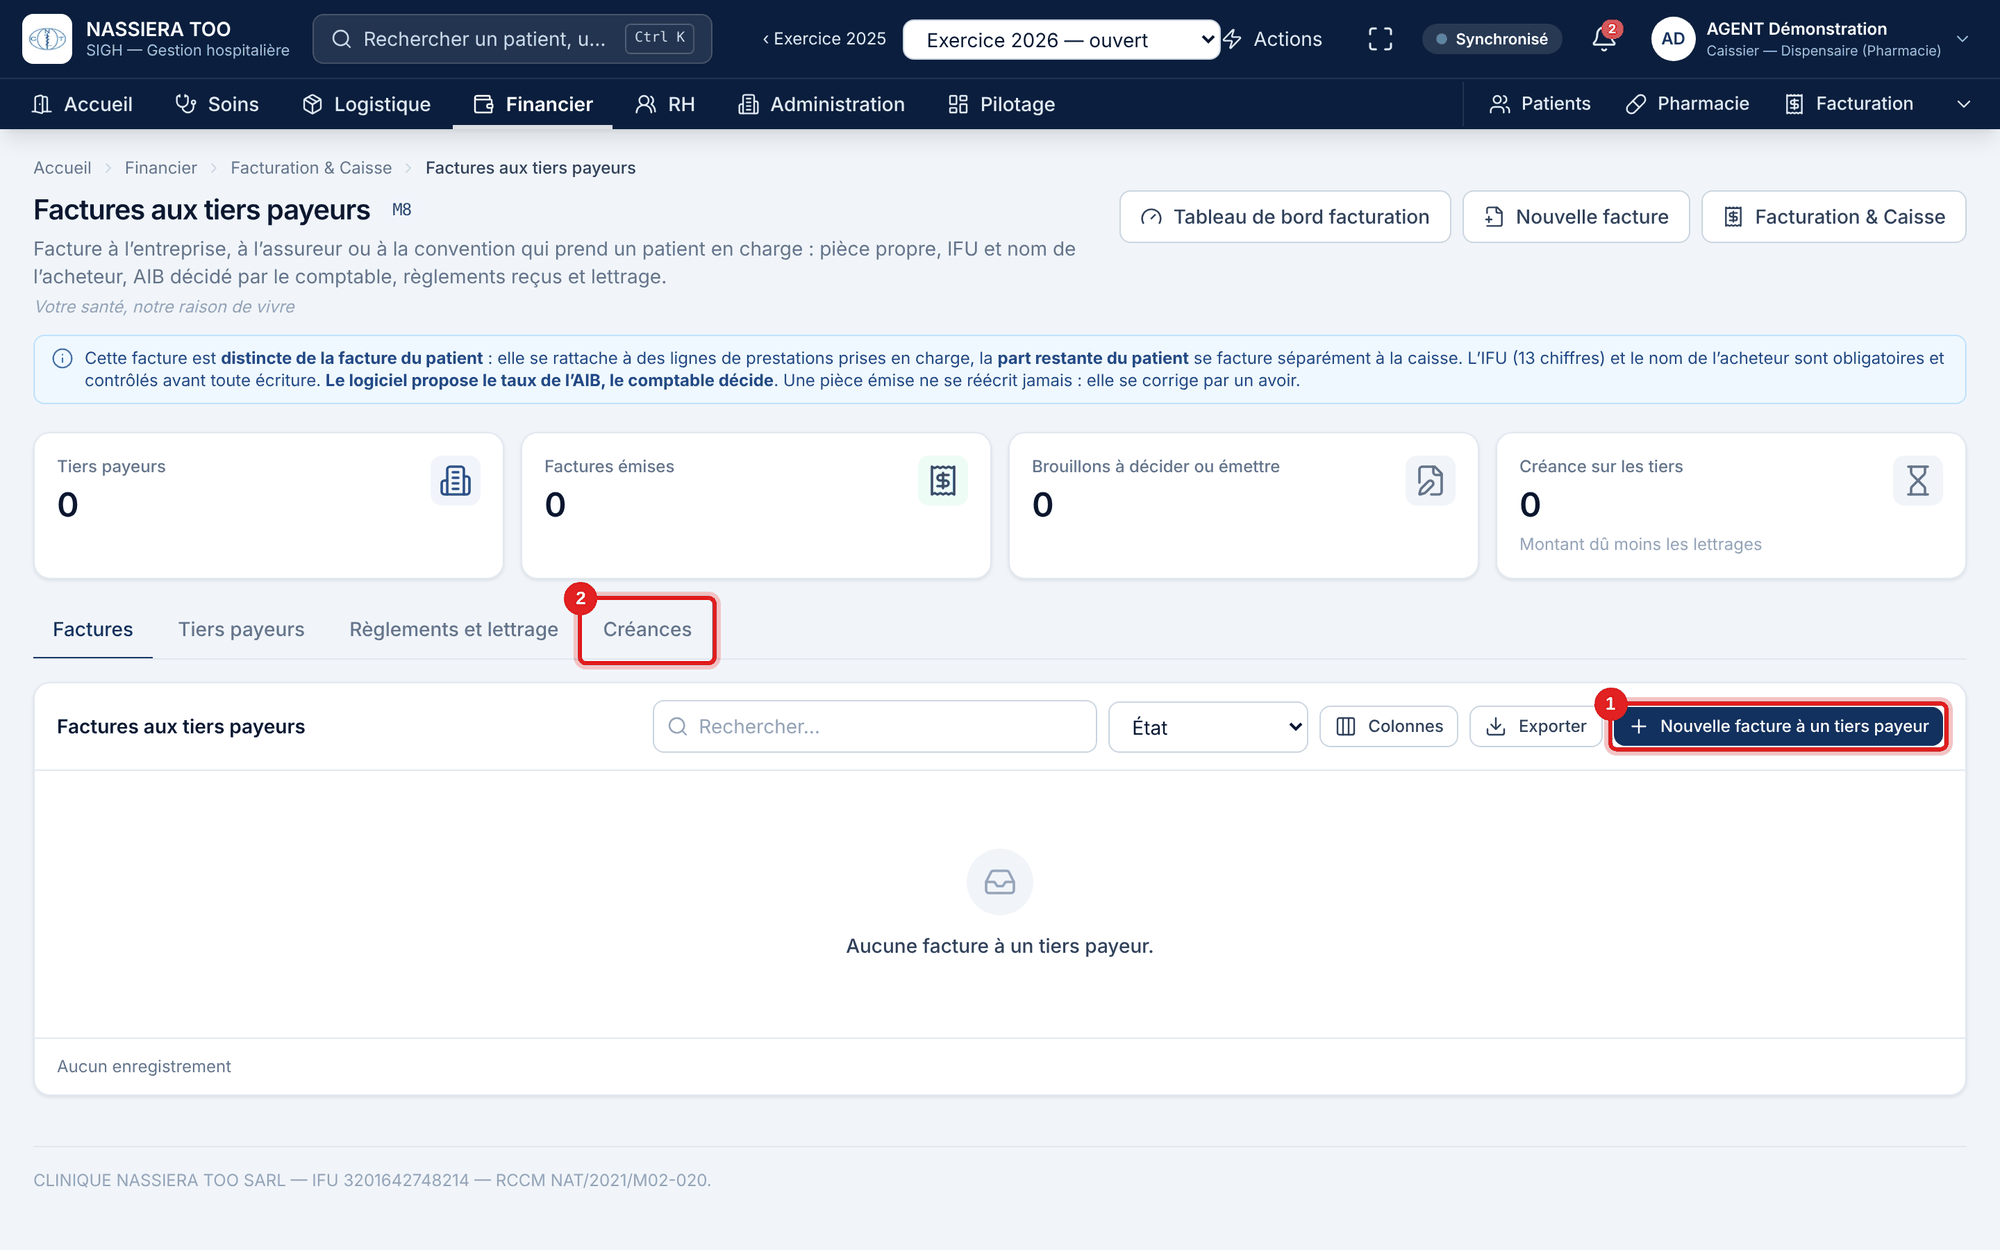 NASSIERA TOO
SIGH — Gestion hospitalière
Rechercher un patient, u...
Ctrl K
‹ Exercice 2025
Exercice 2026 — ouvert
Actions
Synchronisé
2
AD
AGENT Démonstration
Caissier — Dispensaire (Pharmacie)
Accueil
Soins
Logistique
Financier
RH
Administration
Pilotage
Patients
Pharmacie
Facturation
Accueil
Financier
Facturation & Caisse
Factures aux tiers payeurs
Factures aux tiers payeurs M8
Facture à l’entreprise, à l’assureur ou à la convention qui prend un patient en charge : pièce propre, IFU et nom de
l’acheteur, AIB décidé par le comptable, règlements reçus et lettrage.
Votre santé, notre raison de vivre
Tableau de bord facturation
Nouvelle facture
Facturation & Caisse
Cette facture est distincte de la facture du patient : elle se rattache à des lignes de prestations prises en charge, la part restante du patient se facture séparément à la caisse. L’IFU (13 chiffres) et le nom de l’acheteur sont obligatoires et
contrôlés avant toute écriture. Le logiciel propose le taux de l’AIB, le comptable décide. Une pièce émise ne se réécrit jamais : elle se corrige par un avoir.
Tiers payeurs
0
Factures émises
0
Brouillons à décider ou émettre
0
Créance sur les tiers
0
Montant dû moins les lettrages
Factures
Tiers payeurs
Règlements et lettrage
2
Créances
Factures aux tiers payeurs
Rechercher...
État
Colonnes
Exporter
1
Nouvelle facture à un tiers payeur
Aucune facture à un tiers payeur.
Aucun enregistrement
CLINIQUE NASSIERA TOO SARL — IFU 3201642748214 — RCCM NAT/2021/M02-020.